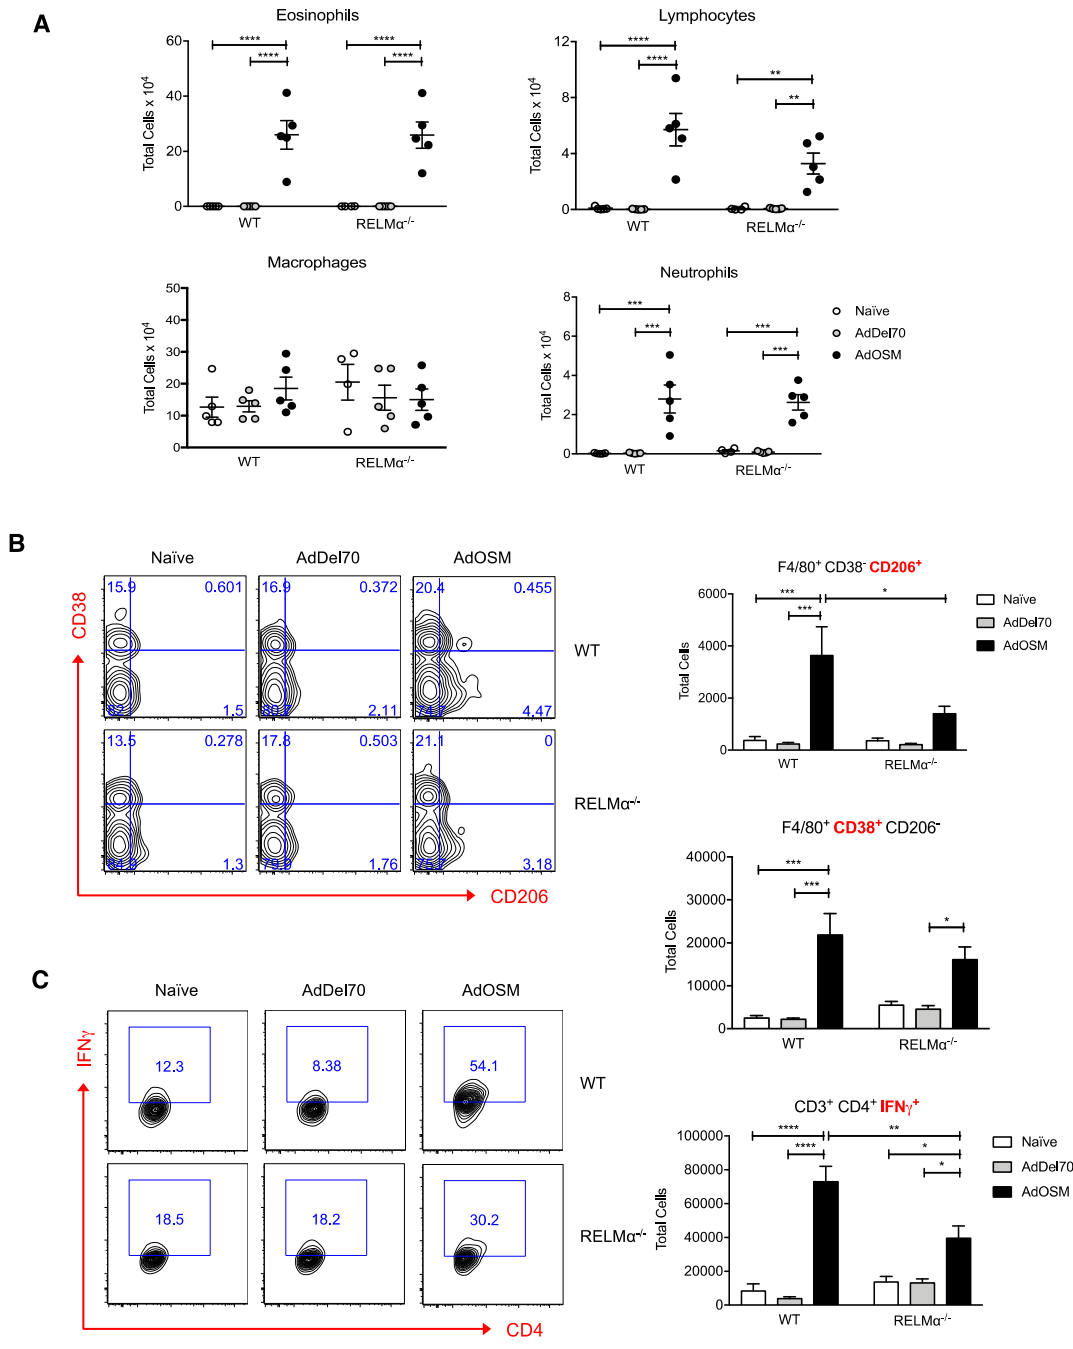 A
Eosinophils
Total Cells x 10⁴
60
40
20
0
****
****
****
****
WT
RELMα-/-
Lymphocytes
Total Cells x 10⁴
12
8
4
0
****
****
**
**
WT
RELMα-/-
Macrophages
Total Cells x 10⁴
50
40
30
20
10
0
WT
RELMα-/-
Neutrophils
Total Cells x 10⁴
8
6
4
2
0
***
***
***
***
WT
RELMα-/-
Naïve
AdDel70
AdOSM
B
Naïve
AdDel70
AdOSM
CD38
15.9
0.601
1.5
16.9
0.372
2.11
20.4
0.455
4.47
WT
13.5
0.278
1.3
17.8
0.503
1.76
21.1
0
3.18
RELMα-/-
CD206
F4/80⁺ CD38⁻ CD206⁺
Total Cells
6000
4000
2000
0
***
***
*
WT
RELMα-/-
Naïve
AdDel70
AdOSM
F4/80⁺ CD38⁺ CD206⁻
Total Cells
40000
30000
20000
10000
0
***
***
*
WT
RELMα-/-
C
Naïve
AdDel70
AdOSM
IFNγ
12.3
8.38
54.1
WT
18.5
18.2
30.2
RELMα-/-
CD4
CD3⁺ CD4⁺ IFNγ⁺
Total Cells
100000
80000
60000
40000
20000
0
****
****
**
*
*
WT
RELMα-/-
Naïve
AdDel70
AdOSM